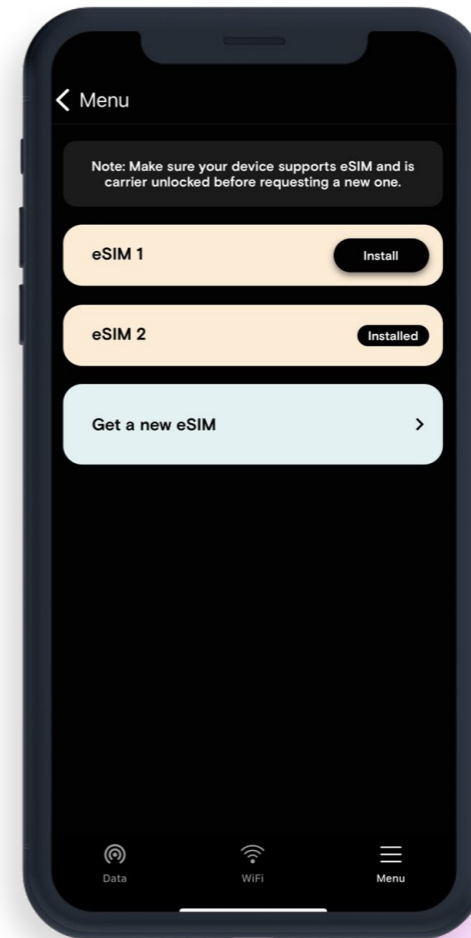 Menu
Note: Make sure your device supports eSIM and is
carrier unlocked before requesting a new one.
eSIM 1
Install
eSIM 2
Installed
Get a new eSIM
Data
WiFi
Menu